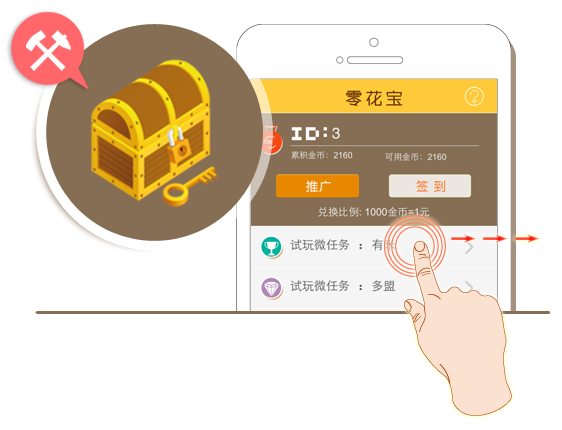 零花宝
?
ID:3
累积金币：2160 可用金币：2160
推广 签到
兑换比例: 1000金币=1元
试玩微任务 ： 有
试玩微任务 ： 多盟